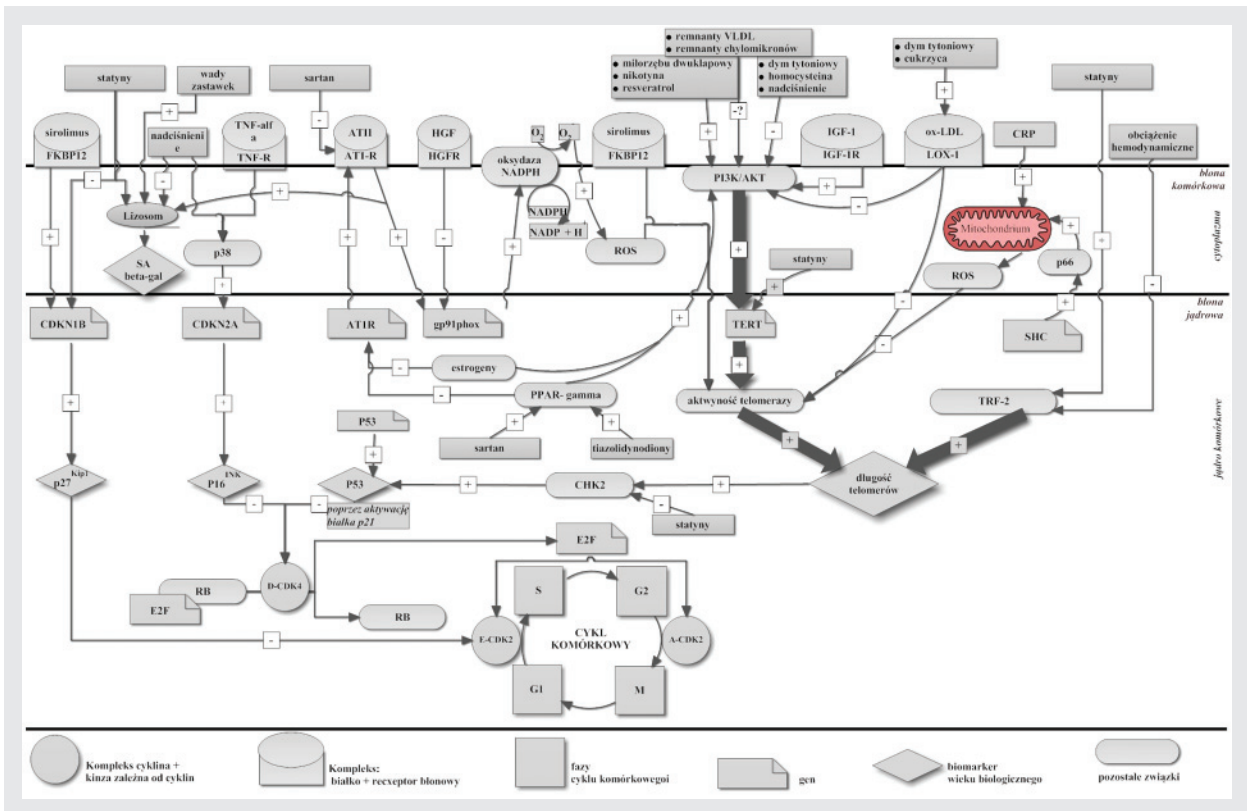 • remnanty VLDL
• remnanty chylomikronów
• miłorzębu dwuklapowy
• nikotyna
• resveratrol
• dym tytoniowy
• homocysteina
• nadciśnienie
• dym tytoniowy
• cukrzyca
statyny
wady
zastawek
sartan
statyny
nadciśnienie
e
sirolimus
FKBP12
TNF-alf
a
TNF-R
ATII
AT1-R
HGF
HGFR
O2
O2
oksydaza
NADPH
sirolimus
FKBP12
IGF-1
IGF-1R
ox-LDL
LOX-1
CRP
obciążenie
hemodynamiczne
PI3K/AKT
błona
komórkowa
Lizosom
SA
beta-gal
p38
NADPH
NADP + H
ROS
Mitochondrium
p66
ROS
statyny
cytoplazma
błona
jądrowa
CDKN1B
CDKN2A
AT1R
gp91phox
TERT
SHC
estrogeny
PPAR- gamma
aktwyność telomerazy
TRF-2
sartan
tiazolidynodiony
jądro komórkowe
P53
p27 Kip1
P16 INK
P53
poprzez aktywację
białka p21
CHK2
statyny
długość
telomerów
E2F
RB
E2F
D-CDK4
RB
S
G2
E-CDK2
CYKL
KOMÓRKOWY
A-CDK2
G1
M
Kompleks cyklina +
kinza zależna od cyklin
Kompleks:
białko + recxeptor błonowy
fazy
cyklu komórkowegoi
gen
biomarker
wieku biologicznego
pozostałe związki